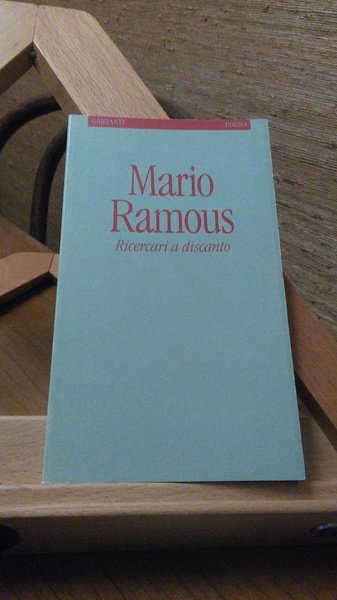 GARZANTI POESIA
Mario
Ramous
Ricercari a discanto